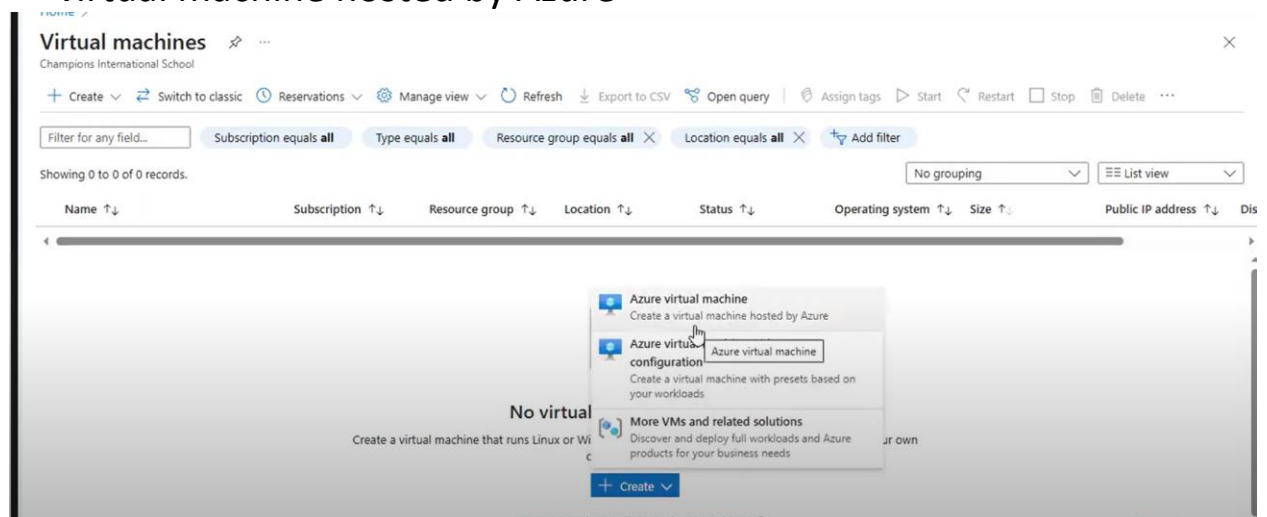 Virtual machine hosted by Azure
Home >
Virtual machines
Champions International School
Create Switch to classic Reservations Manage view Refresh Export to CSV Open query Assign tags Start Restart Stop Delete
Filter for any field... Subscription equals all Type equals all Resource group equals all Location equals all Add filter
Showing 0 to 0 of 0 records.
No grouping List view
Name Subscription Resource group Location Status Operating system Size Public IP address Dis
Azure virtual machine
Create a virtual machine hosted by Azure
Azure
Azure virtual machine
configuration
Create a virtual machine with presets based on
your workloads
No virtual
More VMs and related solutions
Create a virtual machine that runs Linux or Wi
Discover and deploy full workloads and Azure
ur own
products for your business needs
+ Create